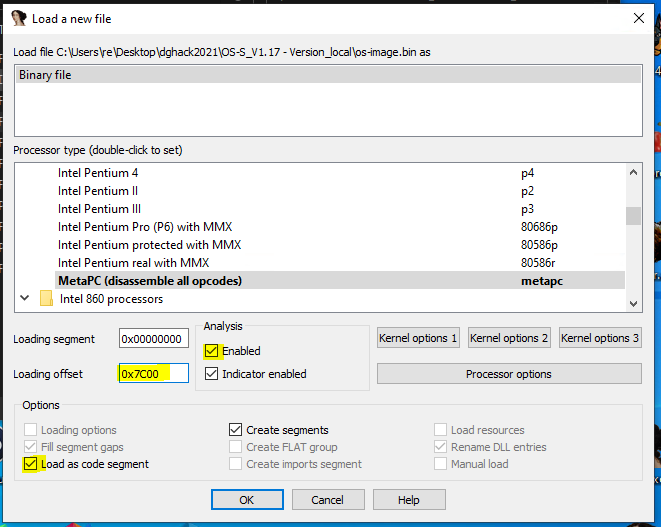 Load a new file
Load file C:\Users\re\Desktop\dghack2021\OS-S_V1.17 - Version_local\os-image.bin as
Binary file
Processor type (double-click to set)
Intel Pentium 4 p4
Intel Pentium II p2
Intel Pentium III p3
Intel Pentium Pro (P6) with MMX 80686p
Intel Pentium protected with MMX 80586p
Intel Pentium real with MMX 80586r
MetaPC (disassemble all opcodes) metapc
Intel 860 processors
Loading segment 0x00000000
Loading offset 0x7C00
Analysis
Enabled
Indicator enabled
Kernel options 1 Kernel options 2 Kernel options 3
Processor options
Options
Loading options Create segments Load resources
Fill segment gaps Create FLAT group Rename DLL entries
Load as code segment Create imports segment Manual load
OK Cancel Help